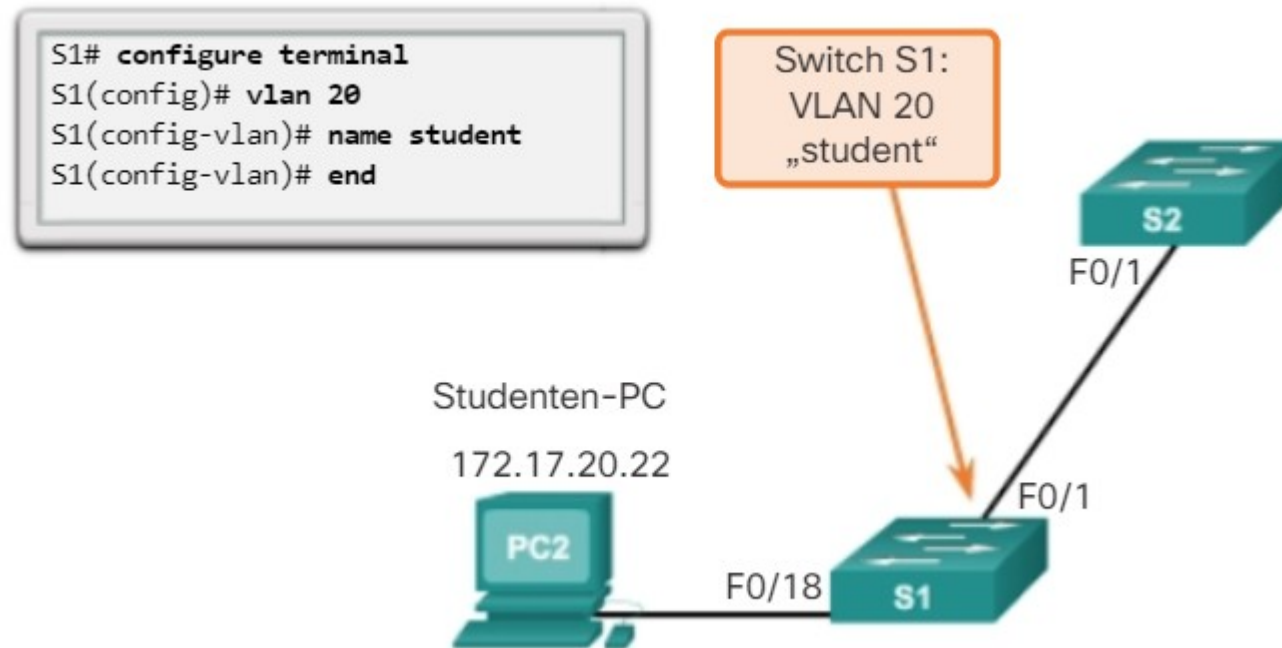 S1# configure terminal
S1(config)# vlan 20
S1(config-vlan)# name student
S1(config-vlan)# end
Switch S1:
VLAN 20
„student“
S2
F0/1
Studenten-PC
172.17.20.22
F0/1
PC2
F0/18
S1